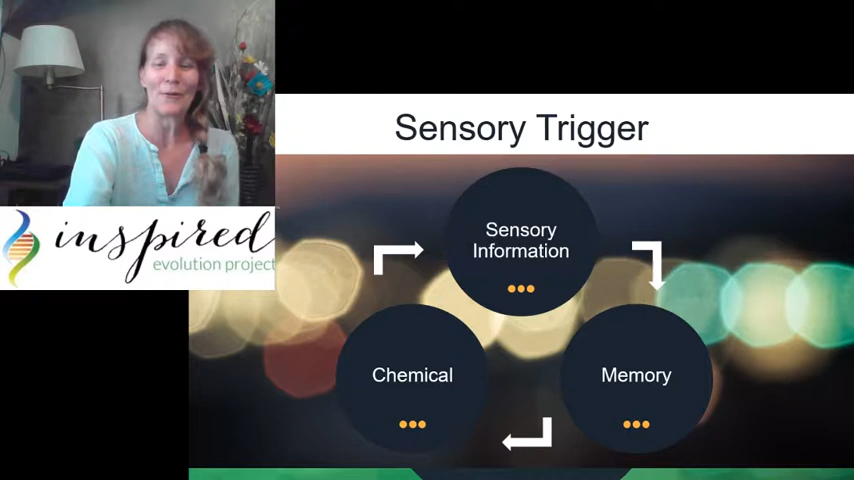 Sensory Trigger
Sensory
Information
inspired
evolution project
Chemical
Memory